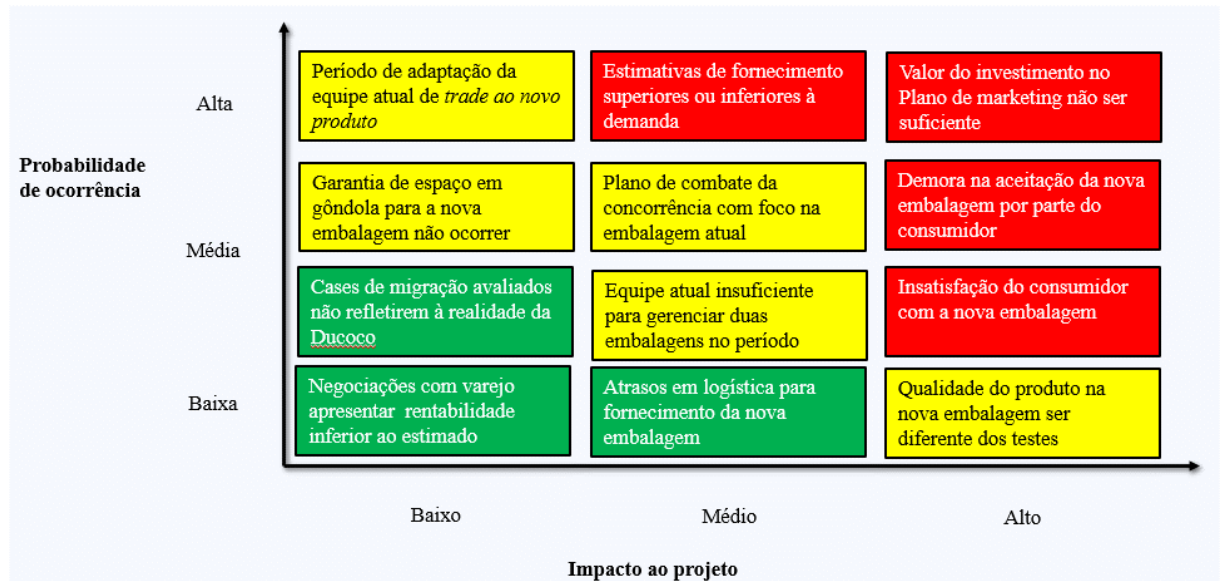 Alta
Período de adaptação da
equipe atual de trade ao novo
produto
Estimativas de fornecimento
superiores ou inferiores à
demanda
Valor do investimento no
Plano de marketing não ser
suficiente
Probabilidade
de ocorrência
Média
Garantia de espaço em
gôndola para a nova
embalagem não ocorrer
Plano de combate da
concorrência com foco na
embalagem atual
Demora na aceitação da nova
embalagem por parte do
consumidor
Cases de migração avaliados
não refletirem à realidade da
Ducoco
Equipe atual insuficiente
para gerenciar duas
embalagens no período
Insatisfação do consumidor
com a nova embalagem
Baixa
Negociações com varejo
apresentar rentabilidade
inferior ao estimado
Atrasos em logística para
fornecimento da nova
embalagem
Qualidade do produto na
nova embalagem ser
diferente dos testes
Baixo
Médio
Alto
Impacto ao projeto